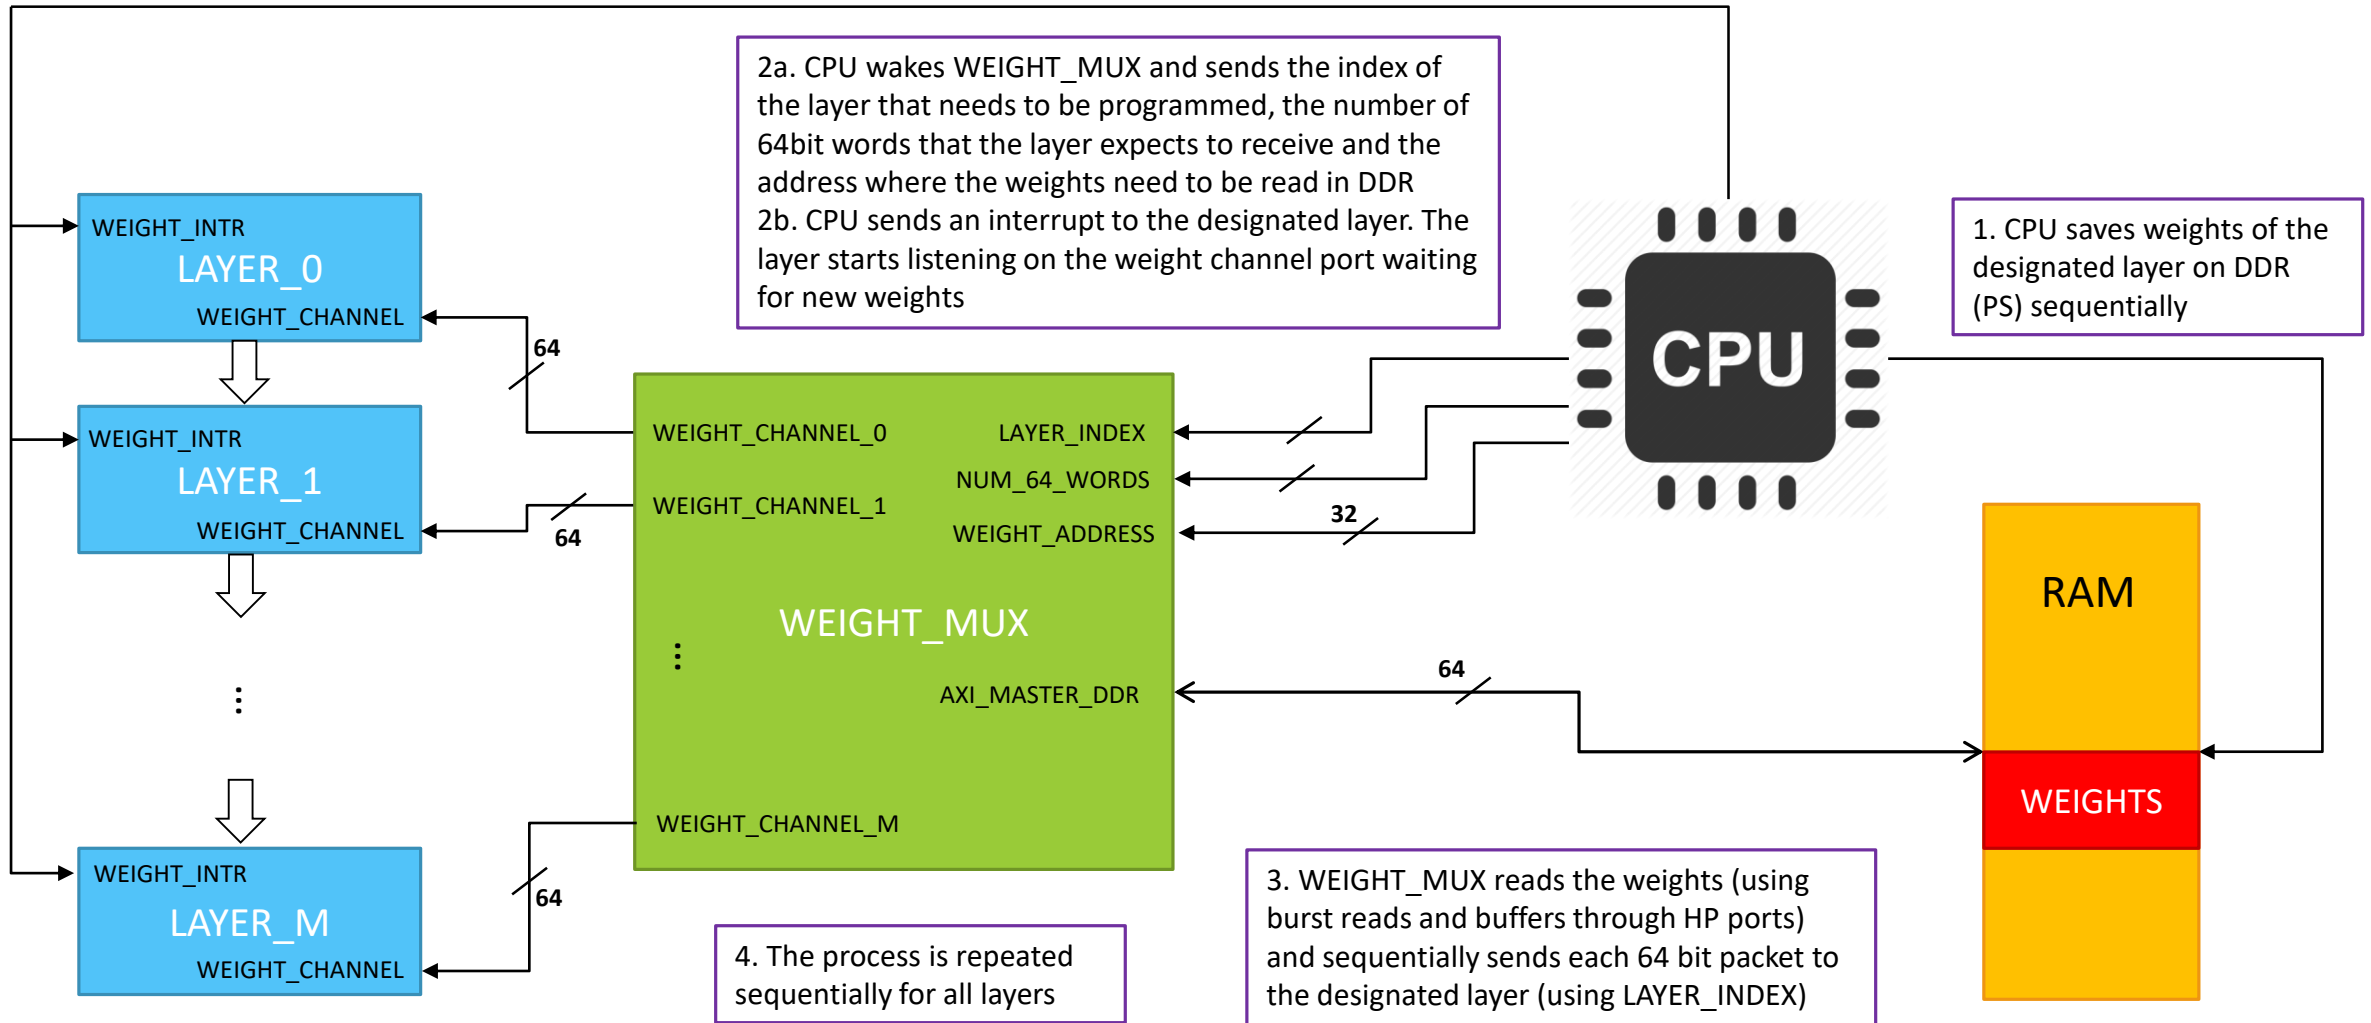 2a. CPU wakes WEIGHT_MUX and sends the index of
the layer that needs to be programmed, the number of
64bit words that the layer expects to receive and the
address where the weights need to be read in DDR
2b. CPU sends an interrupt to the designated layer. The
layer starts listening on the weight channel port waiting
for new weights
1. CPU saves weights of the
designated layer on DDR
(PS) sequentially
WEIGHT_INTR
LAYER_0
WEIGHT_CHANNEL
64
CPU
WEIGHT_INTR
LAYER_1
WEIGHT_CHANNEL
64
WEIGHT_CHANNEL_0
WEIGHT_CHANNEL_1
LAYER_INDEX
NUM_64_WORDS
WEIGHT_ADDRESS
32
WEIGHT_MUX
⋮
AXI_MASTER_DDR
64
WEIGHT_CHANNEL_M
RAM
WEIGHTS
⋮
WEIGHT_INTR
LAYER_M
WEIGHT_CHANNEL
64
4. The process is repeated
sequentially for all layers
3. WEIGHT_MUX reads the weights (using
burst reads and buffers through HP ports)
and sequentially sends each 64 bit packet to
the designated layer (using LAYER_INDEX)